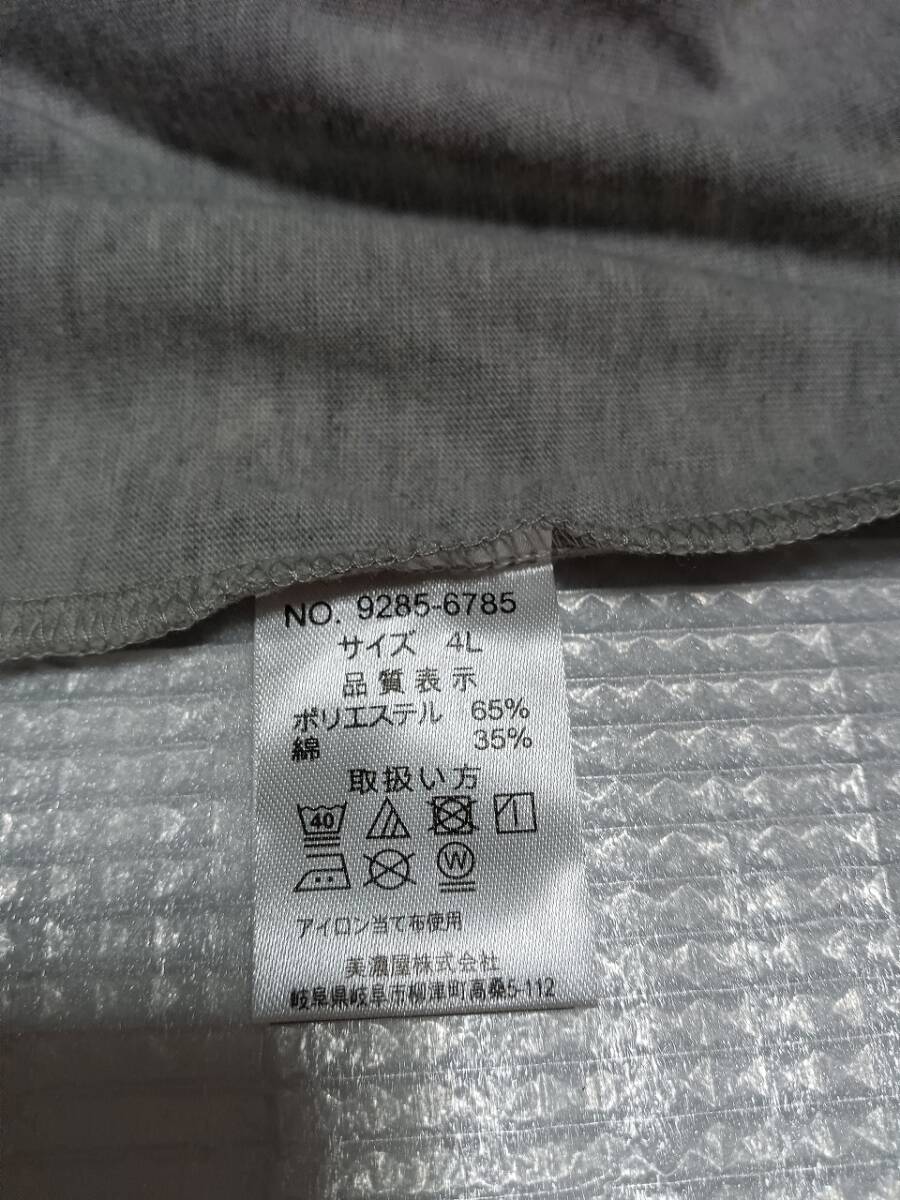 NO. 9285-6785
サイズ 4L
品質表示
ポリエステル 65%
綿 35%
取扱い方
40
W
アイロン当て布使用
美濃屋株式会社
岐阜県岐阜市柳津町高桑5-112